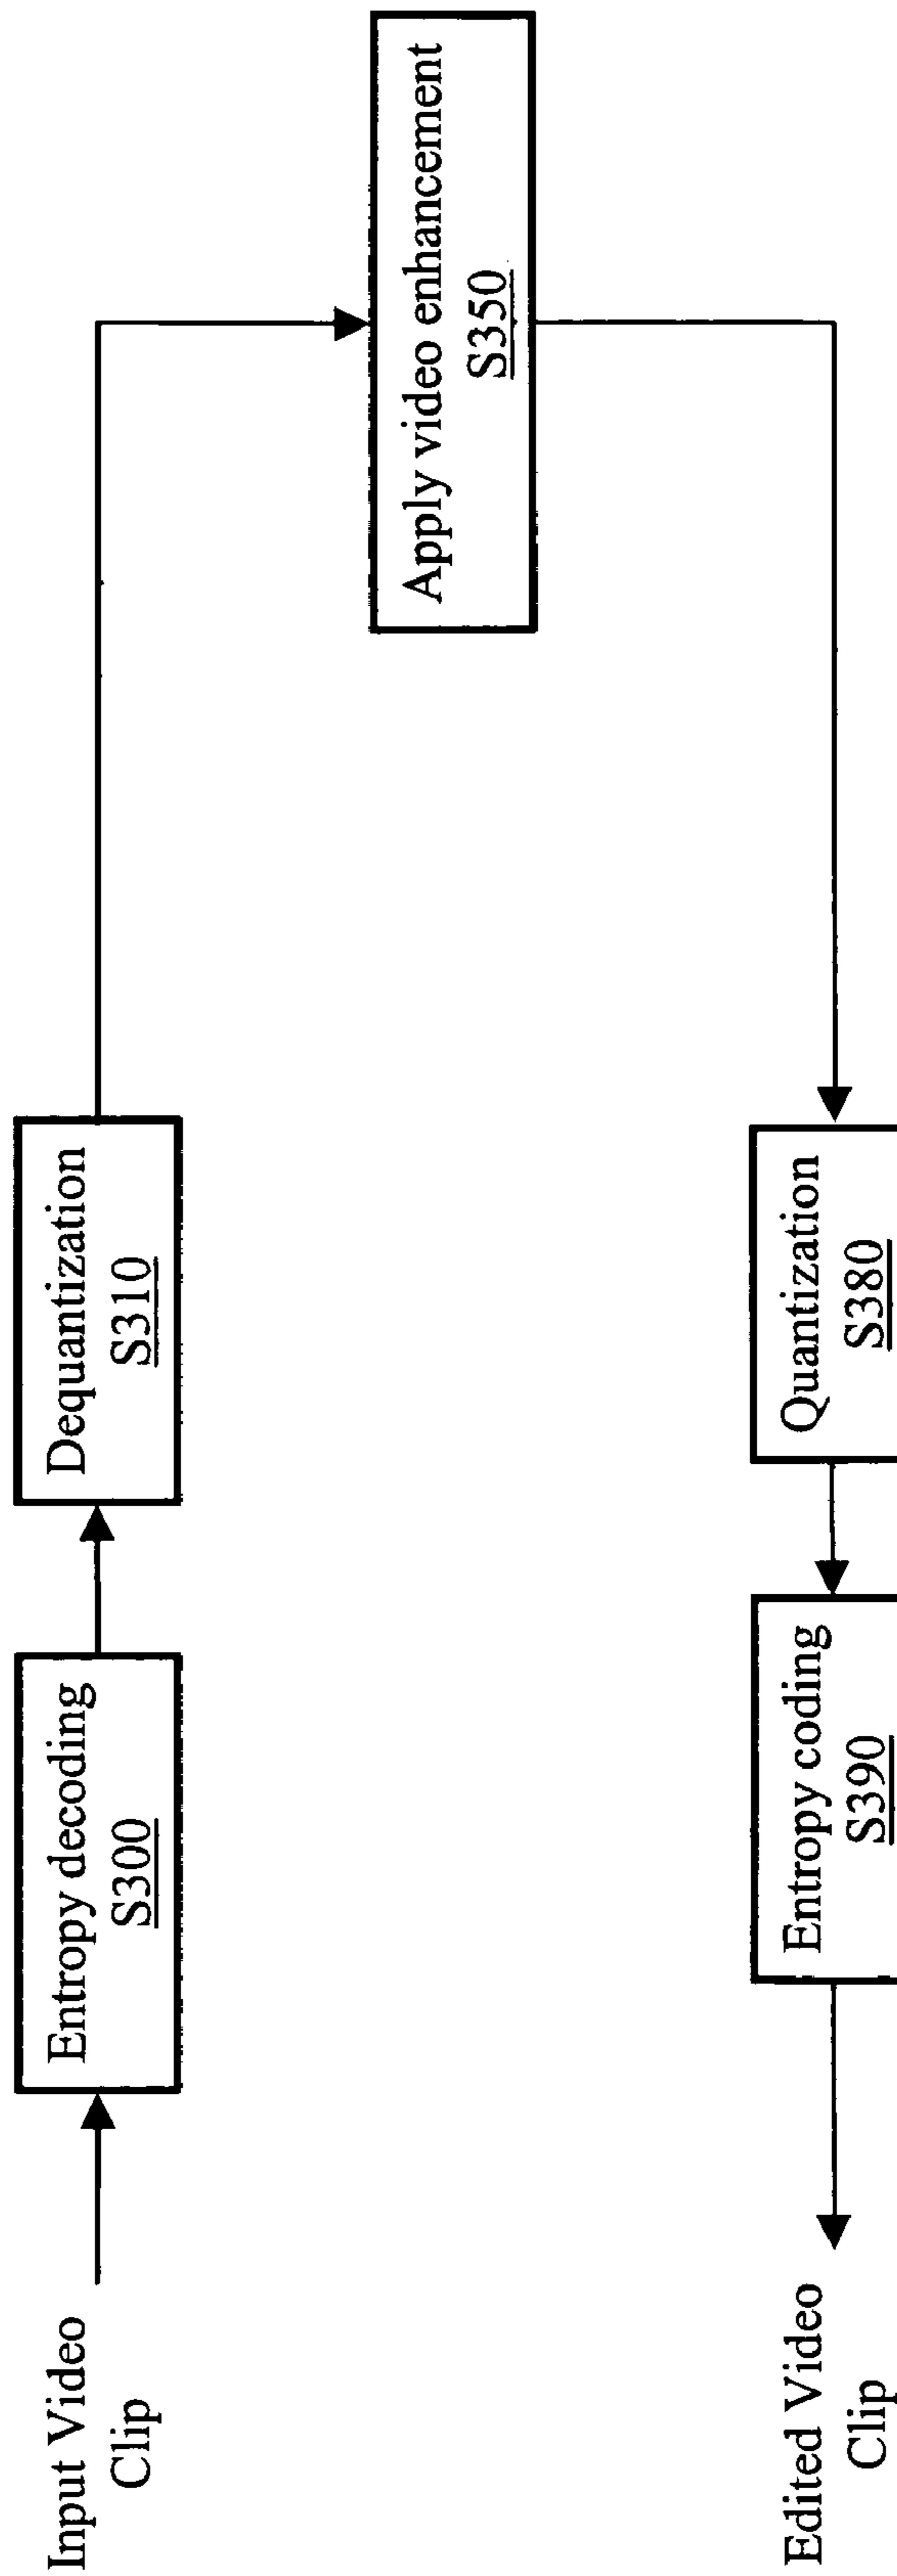 Input Video
Clip
Entropy decoding
S300
Dequantization
S310
Apply video enhancement
S350
Quantization
S380
Entropy coding
S390
Edited Video
Clip